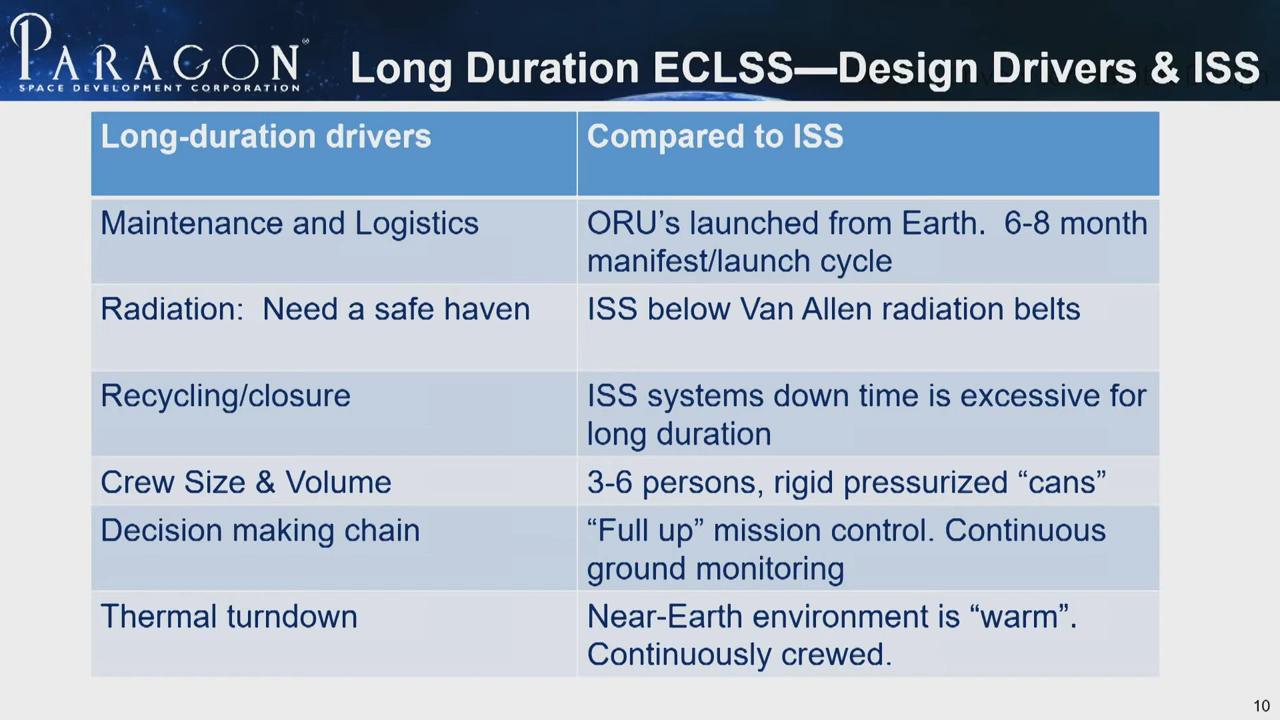 PARAGON
SPACE DEVELOPMENT CORPORATION
Long Duration ECLSS—Design Drivers & ISS
Long-duration drivers
Compared to ISS
Maintenance and Logistics
ORU’s launched from Earth.  6-8 month
manifest/launch cycle
Radiation:  Need a safe haven
ISS below Van Allen radiation belts
Recycling/closure
ISS systems down time is excessive for
long duration
Crew Size & Volume
3-6 persons, rigid pressurized “cans”
Decision making chain
“Full up” mission control. Continuous
ground monitoring
Thermal turndown
Near-Earth environment is “warm”.
Continuously crewed.
10